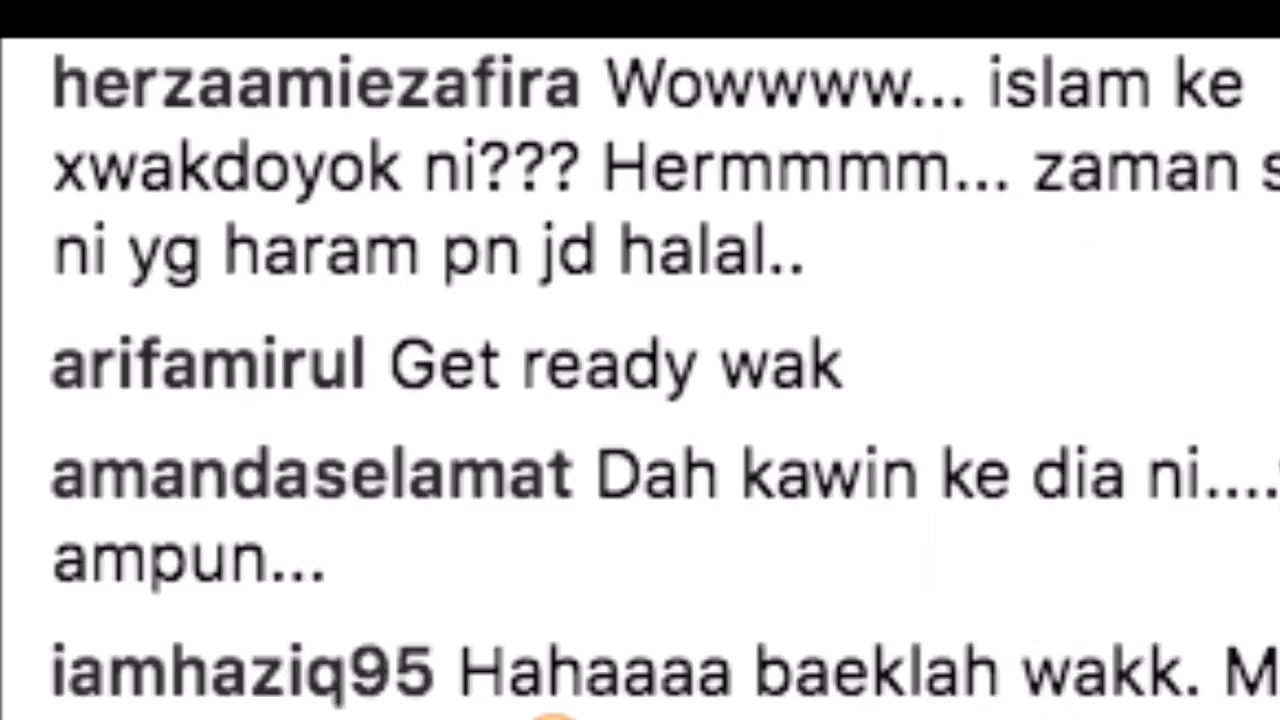 herzaamiezafira Wowwww... islam ke
xwakdoyok ni??? Hermmmm... zaman
ni yg haram pn jd halal..
arifamirul Get ready wak
amandaselamat Dah kawin ke dia ni....
ampun...
iamhaziq95 Hahaaaa baeklah wakk.